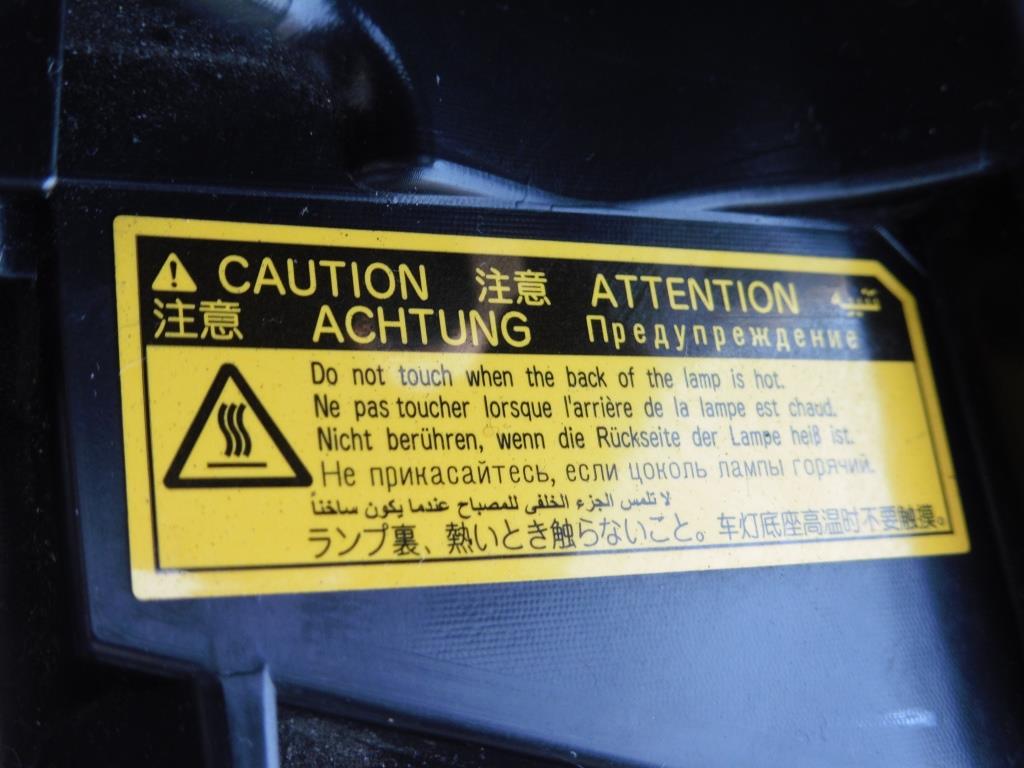 CAUTION 注意 ATTENTION تنبيه
注意 ACHTUNG Предупреждение
Do not touch when the back of the lamp is hot.
Ne pas toucher lorsque l'arrière de la lampe est chaud.
Nicht berühren, wenn die Rückseite der Lampe heiß ist.
Не прикасайтесь, если цоколь лампы горячий.
لا تلمس الجزء الخلفي للمصباح عندما يكون ساخناً
ランプ裏、熱いとき触らないこと。车灯底座高温时不要触摸。